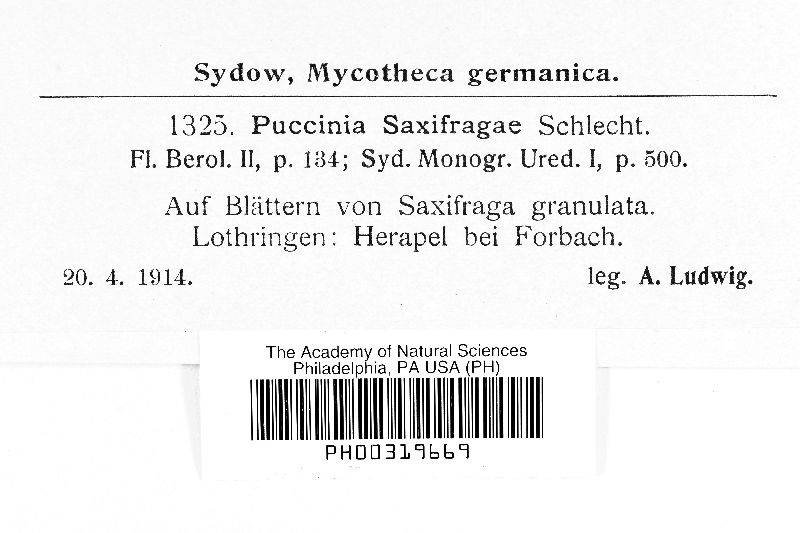 Sydow, Mycotheca germanica.
1325. Puccinia Saxifragae Schlecht.
Fl. Berol. II, p. 134; Syd. Monogr. Ured. I, p. 500.
Auf Blättern von Saxifraga granulata.
Lothringen: Herapel bei Forbach.
20. 4. 1914. leg. A. Ludwig.
The Academy of Natural Sciences
Philadelphia, PA USA (PH)
PH00319669